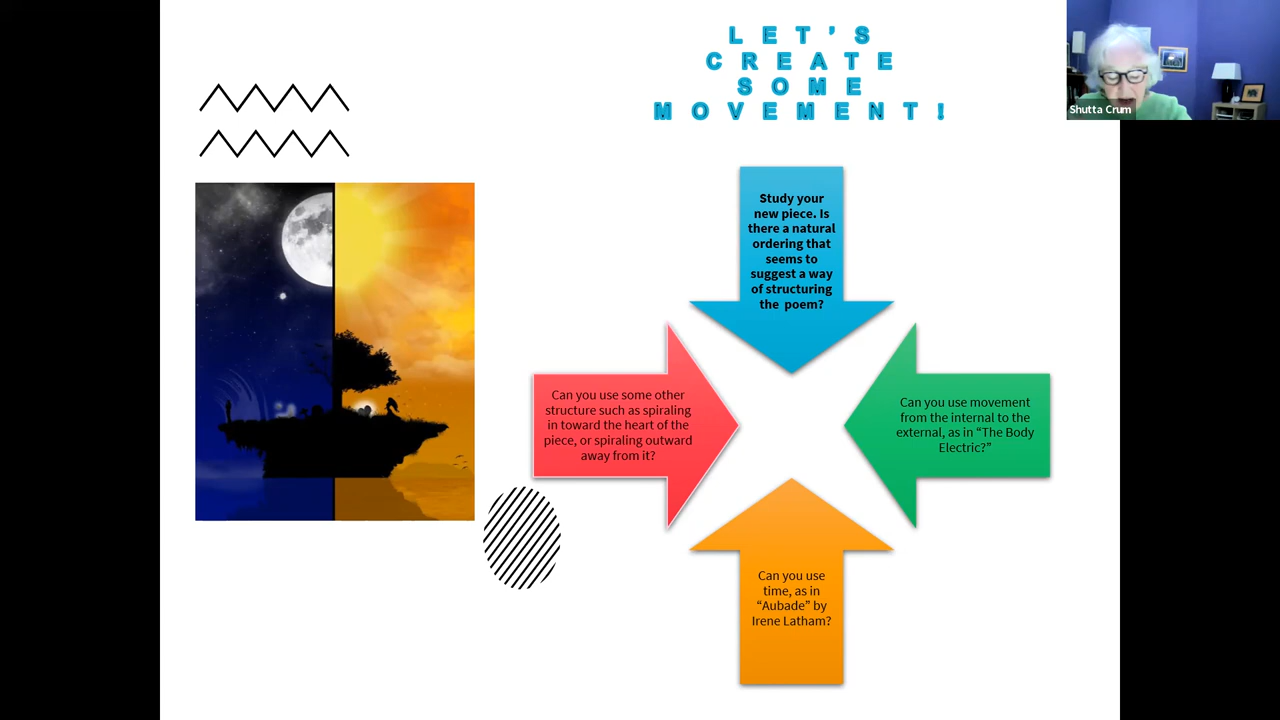 LET'S
CREATE
SOME
MOVEMENT!
Shutta Crum
Study your
new piece. Is
there a natural
ordering that
seems to
suggest a way
of structuring
the poem?
Can you use some other
structure such as spiraling
in toward the heart of the
piece, or spiraling outward
away from it?
Can you use movement
from the internal to the
external, as in “The Body
Electric?”
Can you use
time, as in
“Aubade” by
Irene Latham?